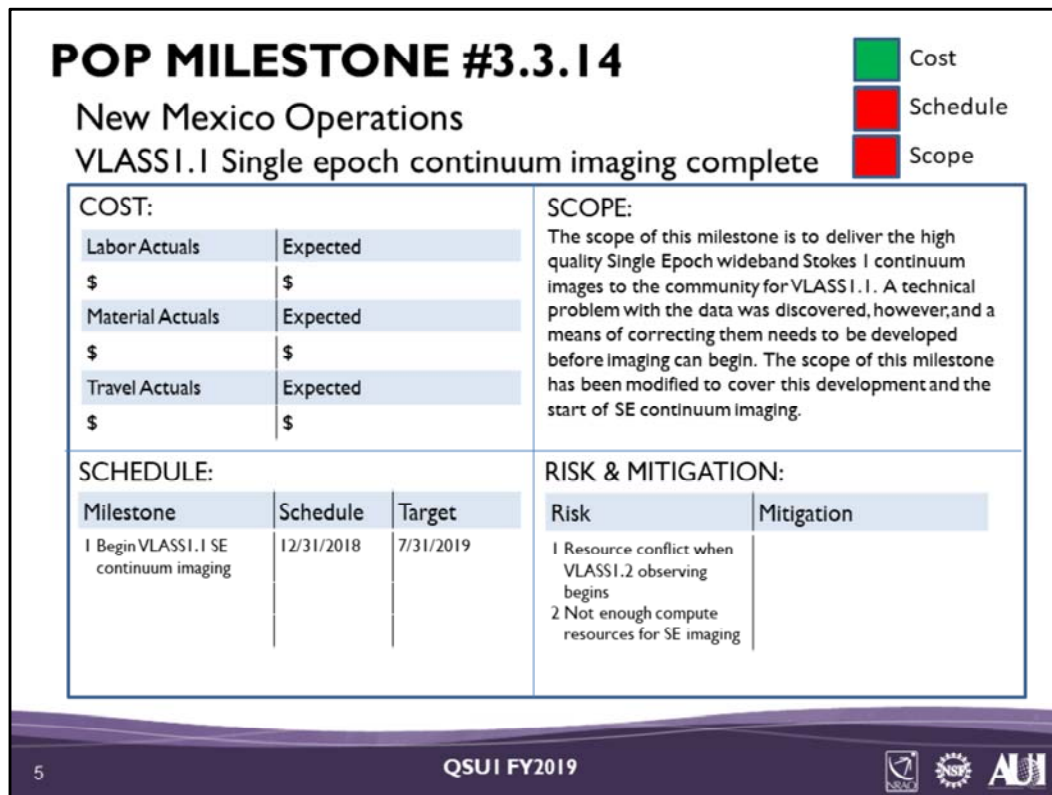 POP MILESTONE #3.3.14
Cost
Schedule
Scope
New Mexico Operations
VLASS1.1 Single epoch continuum imaging complete
COST:
Labor Actuals Expected
$ $
Material Actuals Expected
$ $
Travel Actuals Expected
$ $
SCOPE:
The scope of this milestone is to deliver the high
quality Single Epoch wideband Stokes I continuum
images to the community for VLASS1.1. A technical
problem with the data was discovered, however, and a
means of correcting them needs to be developed
before imaging can begin. The scope of this milestone
has been modified to cover this development and the
start of SE continuum imaging.
SCHEDULE:
Milestone Schedule Target
1 Begin VLASS1.1 SE 12/31/2018 7/31/2019
continuum imaging
RISK & MITIGATION:
Risk Mitigation
1 Resource conflict when
VLASS1.2 observing
begins
2 Not enough compute
resources for SE imaging
5
QSU1 FY2019
NRAO
NSF
AUI